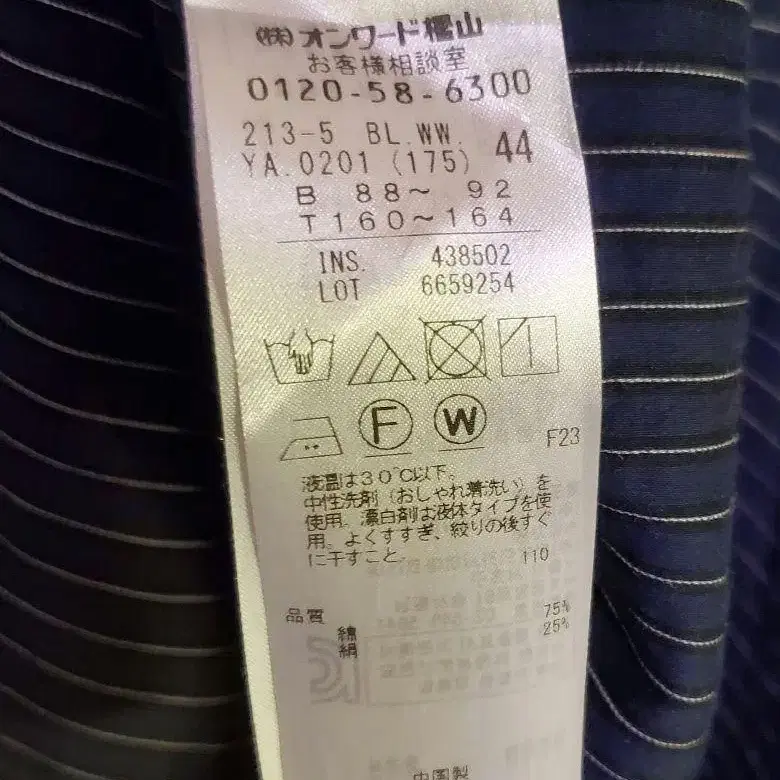 ㈱オンワード樫山
お客様相談室
0120-58-6300
213-5 BL.WW.
YA.0201 (175) 44
B 88～ 92
T160～164
INS. 438502
LOT 6659254
F W
F23
液温は30℃以下。
中性洗剤（おしゃれ着洗い）を
使用。漂白剤は液体タイプを使
用。よくすすぎ、絞りの後すぐ
に干すこと。 110
品質
綿 75%
絹 25%
中国製